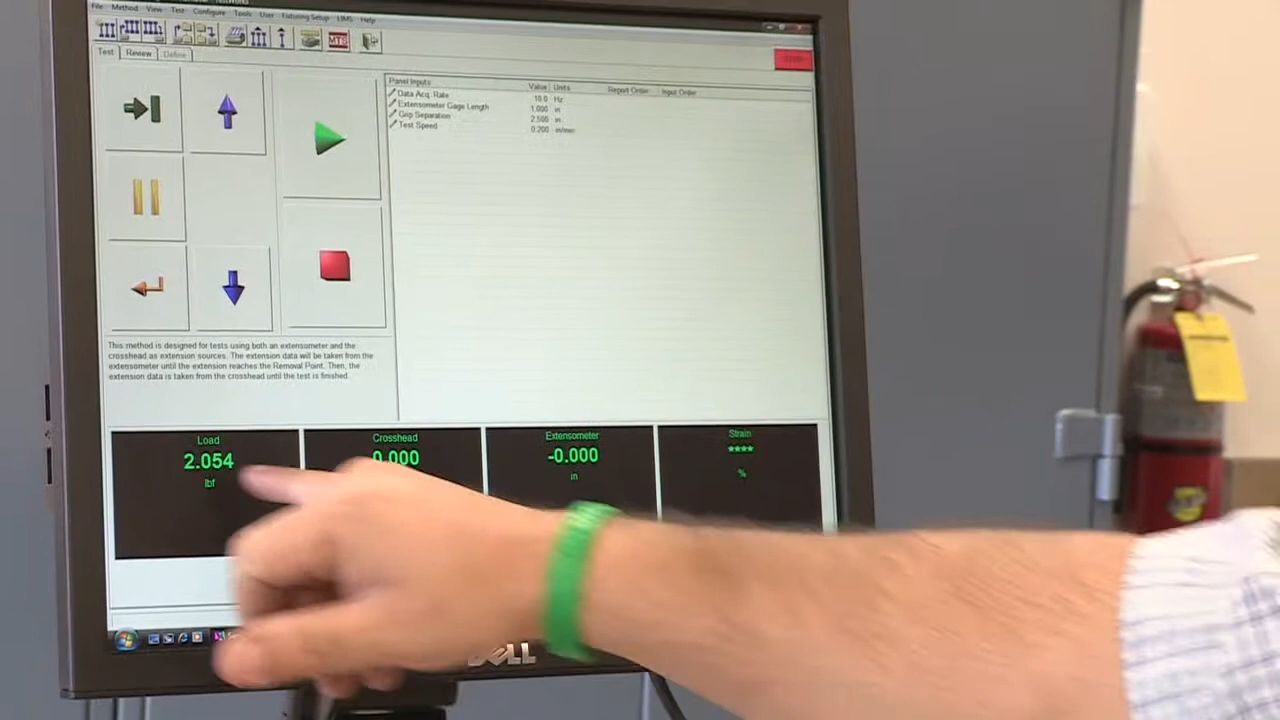 File Method View Test Configure Tools User Fixturing Setup LIMS Help
MTS
Test Review Define
Panel Inputs Value Units Report Order Input Order
Data Acq. Rate 10.0 Hz
Extensometer Gage Length 1.000 in
Grip Separation 2.500 in
Test Speed 0.200 in/min
This method is designed for tests using both an extensometer and the
crosshead as extension sources. The extension data will be taken from the
extensometer until the extension reaches the Removal Point. Then, the
extension data is taken from the crosshead until the test is finished.
Load Crosshead Extensometer Strain
2.054 0.000 -0.000 ****
lbf in %
DELL